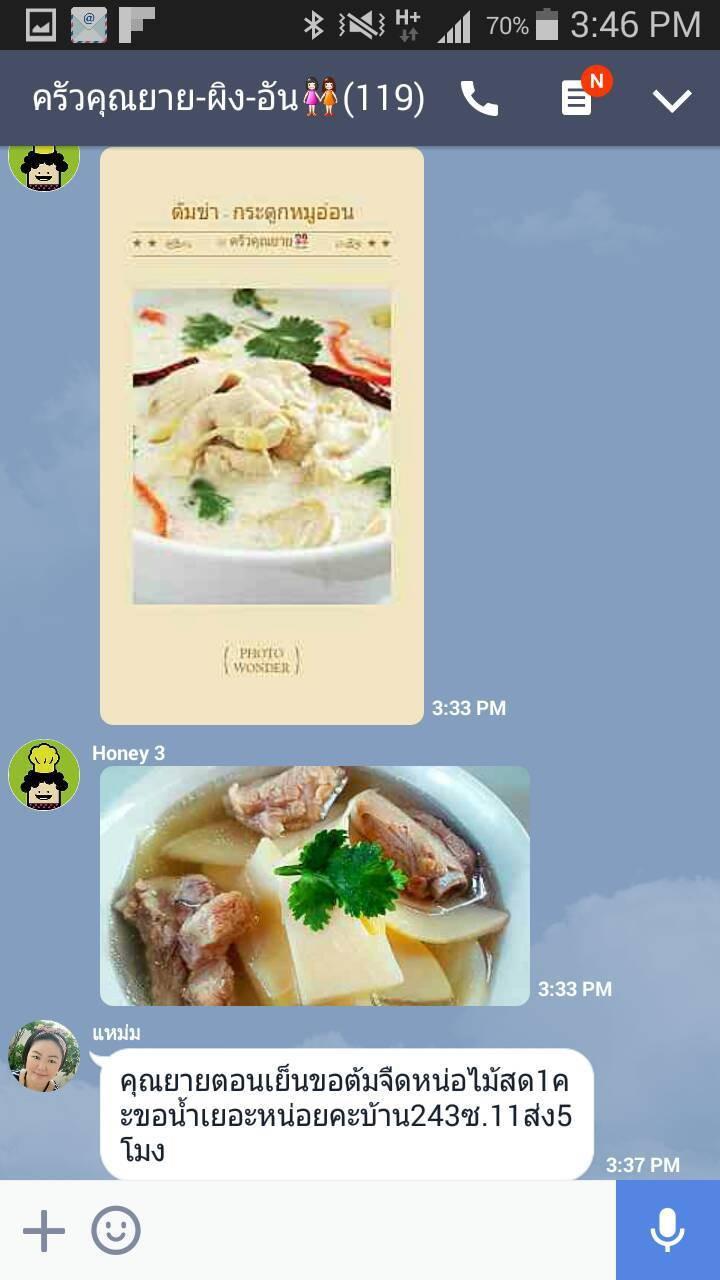 H+
70%
3:46 PM
ครัวคุณยาย-ผิง-อัน👭(119)
N
ต้มข่า - กระดูกหมูอ่อน
ครัวคุณยาย
PHOTO
WONDER
3:33 PM
Honey 3
3:33 PM
แหม่ม
คุณยายตอนเย็นขอต้มจืดหน่อไม้สด1ค
ะขอน้ำเยอะหน่อยคะบ้าน243ซ.11ส่ง5
โมง
3:37 PM